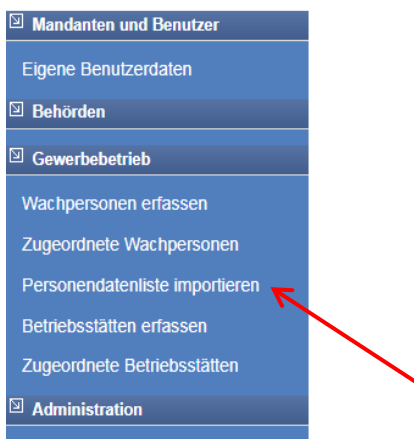 Mandanten und Benutzer
Eigene Benutzerdaten
Behörden
Gewerbebetrieb
Wachpersonen erfassen
Zugeordnete Wachpersonen
Personendatenliste importieren
Betriebsstätten erfassen
Zugeordnete Betriebsstätten
Administration